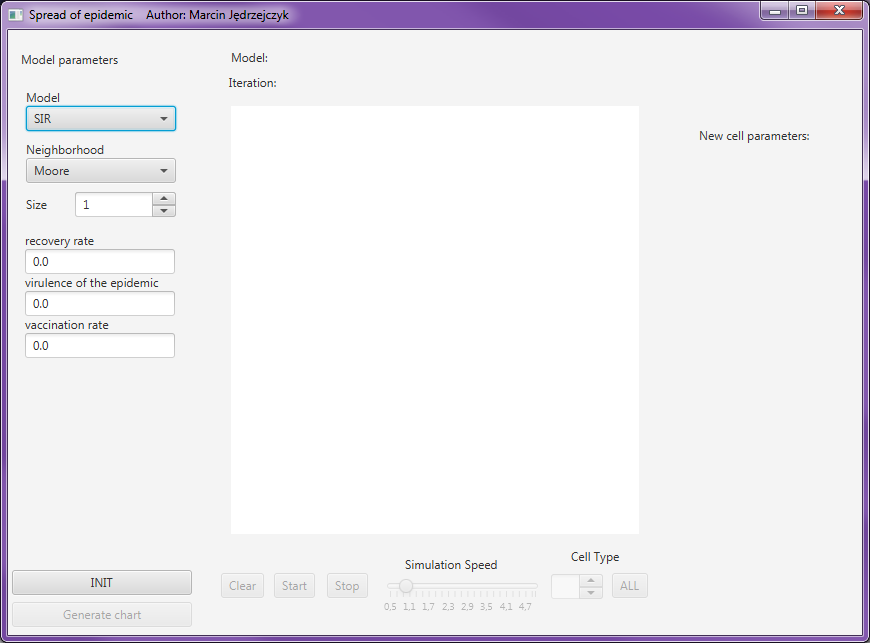 Spread of epidemic Author: Marcin Jędrzejczyk
Model parameters
Model
SIR
Neighborhood
Moore
Size 1
recovery rate
0.0
virulence of the epidemic
0.0
vaccination rate
0.0
INIT
Generate chart
Model:
Iteration:
New cell parameters:
Clear Start Stop
Simulation Speed
0,5 1,1 1,7 2,3 2,9 3,5 4,1 4,7
Cell Type
ALL